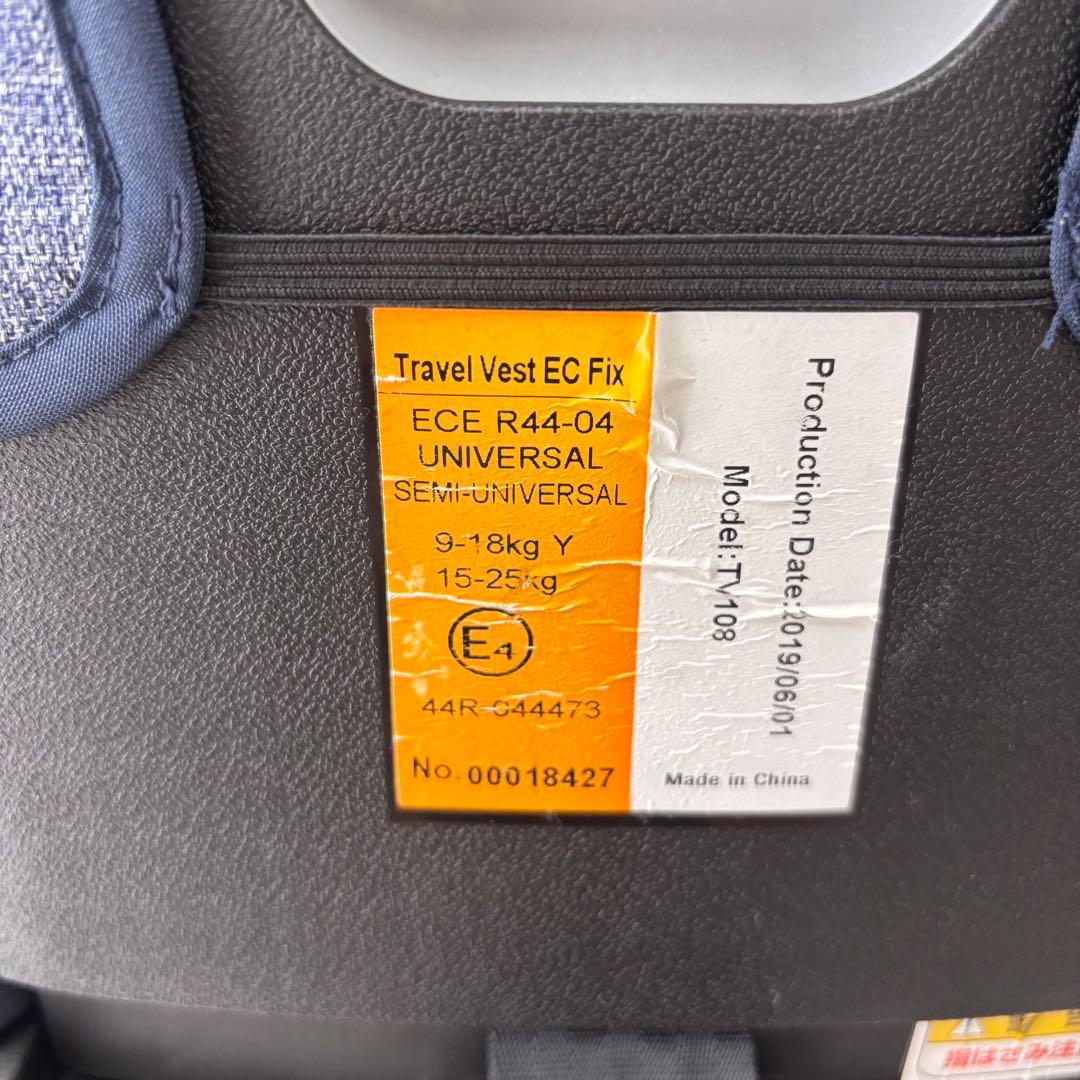 Travel Vest EC Fix
ECE R44-04
UNIVERSAL
SEMI-UNIVERSAL
9-18kg Y
15-25kg
E4
44R-044473
No. 00018427
Production Date:2019/06/01
Model:TV108
Made in China
指はさみ注